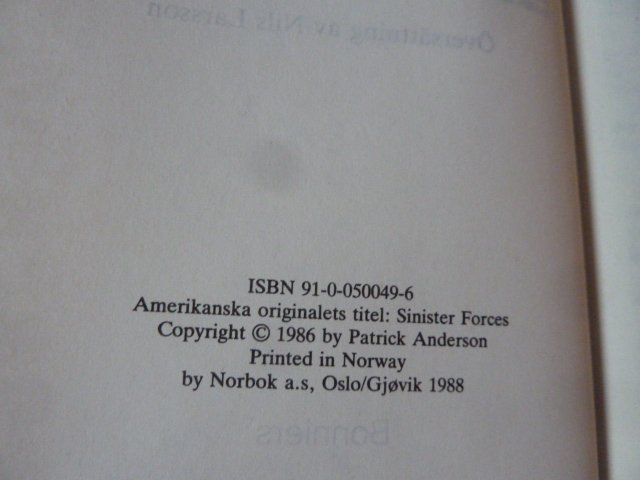 Översättning av Nils Larsson
ISBN 91-0-050049-6
Amerikanska originalets titel: Sinister Forces
Copyright © 1986 by Patrick Anderson
Printed in Norway
by Norbok a.s, Oslo/Gjøvik 1988
Bonniers